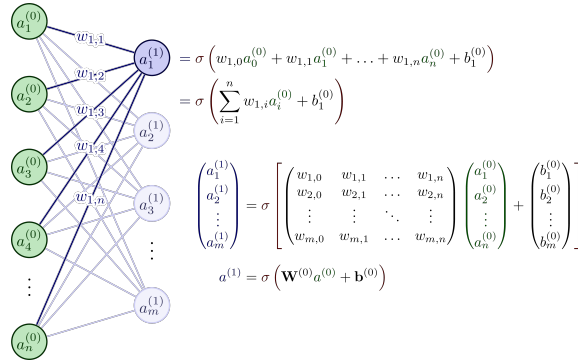 a_1^{(0)}
a_2^{(0)}
a_3^{(0)}
a_4^{(0)}
⋮
a_n^{(0)}
w_{1,1}
w_{1,2}
w_{1,3}
w_{1,4}
w_{1,n}
a_1^{(1)}
a_2^{(1)}
a_3^{(1)}
⋮
a_m^{(1)}
= σ ( w_{1,0} a_0^{(0)} + w_{1,1} a_1^{(0)} + … + w_{1,n} a_n^{(0)} + b_1^{(0)} )
= σ ( ∑_{i=1}^{n} w_{1,i} a_i^{(0)} + b_1^{(0)} )
( a_1^{(1)} a_2^{(1)} ⋮ a_m^{(1)} ) = σ [ ( w_{1,0} w_{1,1} … w_{1,n} ( a_1^{(0)} a_2^{(0)} ⋮ a_n^{(0)} ) + ( b_1^{(0)} b_2^{(0)} ⋮ b_m^{(0)} ) ]
w_{2,0} w_{2,1} … w_{2,n}
⋮ ⋮ ⋱ ⋮
w_{m,0} w_{m,1} … w_{m,n} )
a^{(1)} = σ ( W^{(0)} a^{(0)} + b^{(0)} )